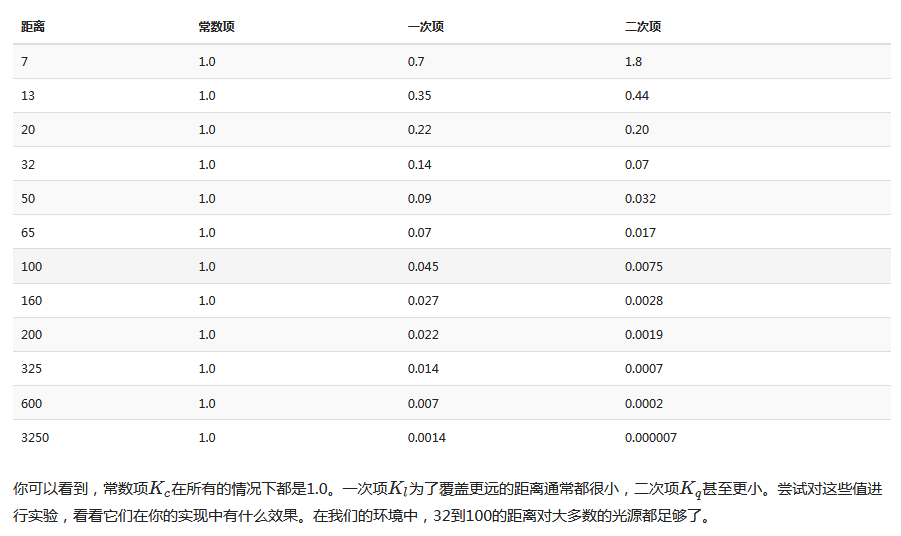 距离 常数项 一次项 二次项
7 1.0 0.7 1.8
13 1.0 0.35 0.44
20 1.0 0.22 0.20
32 1.0 0.14 0.07
50 1.0 0.09 0.032
65 1.0 0.07 0.017
100 1.0 0.045 0.0075
160 1.0 0.027 0.0028
200 1.0 0.022 0.0019
325 1.0 0.014 0.0007
600 1.0 0.007 0.0002
3250 1.0 0.0014 0.000007
你可以看到，常数项Kc在所有的情况下都是1.0。一次项Kl为了覆盖更远的距离通常都很小，二次项Kq甚至更小。尝试对这些值进
行实验，看看它们在你的实现中有什么效果。在我们的环境中，32到100的距离对大多数的光源都足够了。